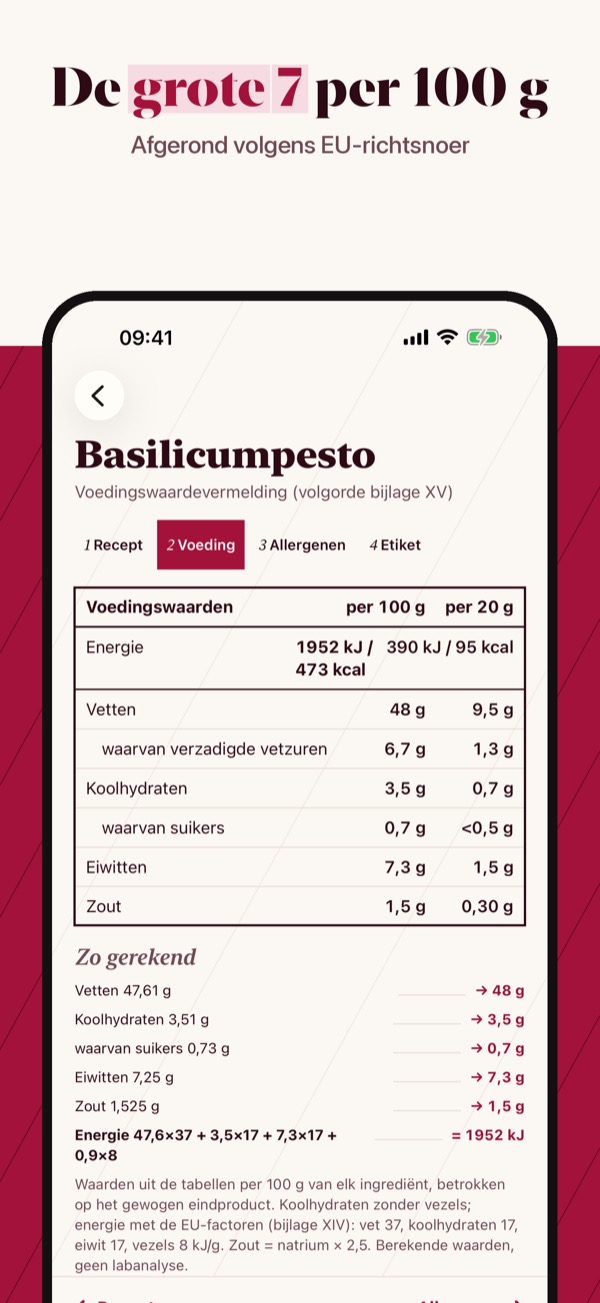 De grote 7 per 100 g
Afgerond volgens EU-richtsnoer
09:41
Basilicumpesto
Voedingswaardevermelding (volgorde bijlage XV)
1 Recept 2 Voeding 3 Allergenen 4 Etiket
Voedingswaarden per 100 g per 20 g
Energie 1952 kJ / 390 kJ / 95 kcal
473 kcal
Vetten 48 g 9,5 g
waarvan verzadigde vetzuren 6,7 g 1,3 g
Koolhydraten 3,5 g 0,7 g
waarvan suikers 0,7 g <0,5 g
Eiwitten 7,3 g 1,5 g
Zout 1,5 g 0,30 g
Zo gerekend
Vetten 47,61 g → 48 g
Koolhydraten 3,51 g → 3,5 g
waarvan suikers 0,73 g → 0,7 g
Eiwitten 7,25 g → 7,3 g
Zout 1,525 g → 1,5 g
Energie 47,6×37 + 3,5×17 + 7,3×17 + = 1952 kJ
0,9×8
Waarden uit de tabellen per 100 g van elk ingrediënt, betrokken
op het gewogen eindproduct. Koolhydraten zonder vezels;
energie met de EU-factoren (bijlage XIV): vet 37, koolhydraten 17,
eiwit 17, vezels 8 kJ/g. Zout = natrium × 2,5. Berekende waarden,
geen labanalyse.